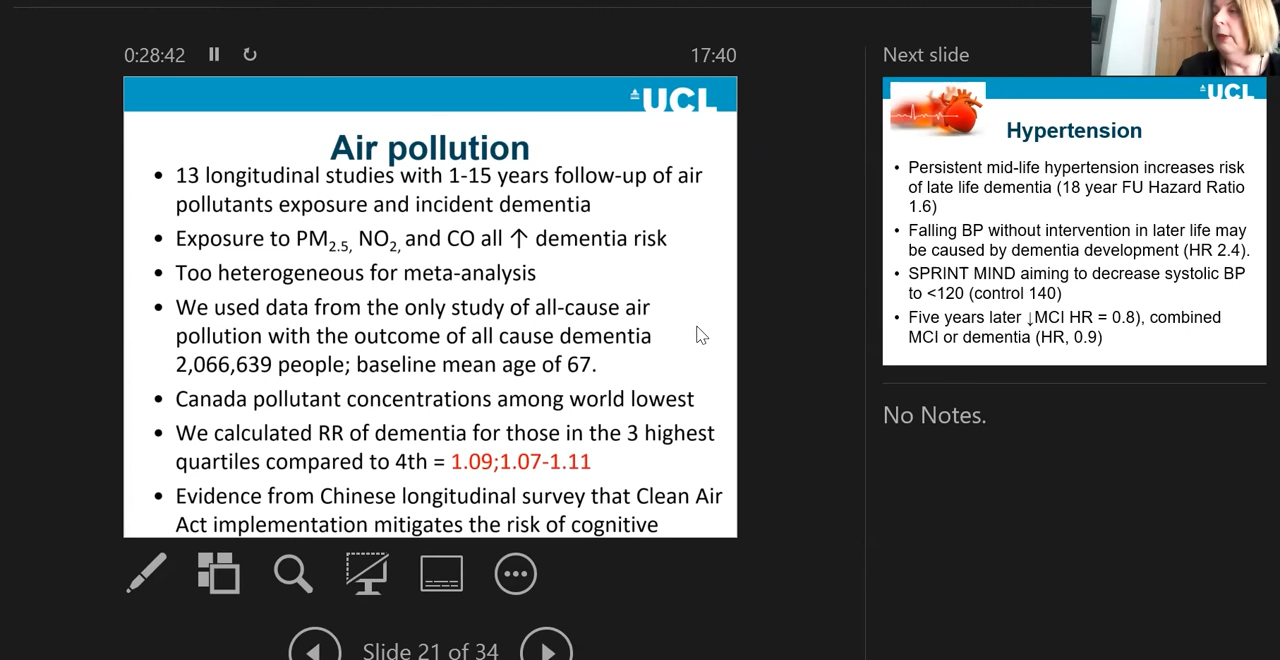 0:28:42
17:40
UCL
Air pollution
• 13 longitudinal studies with 1-15 years follow-up of air
pollutants exposure and incident dementia
• Exposure to PM2.5, NO2, and CO all ↑ dementia risk
• Too heterogeneous for meta-analysis
• We used data from the only study of all-cause air
pollution with the outcome of all cause dementia
2,066,639 people; baseline mean age of 67.
• Canada pollutant concentrations among world lowest
• We calculated RR of dementia for those in the 3 highest
quartiles compared to 4th = 1.09;1.07-1.11
• Evidence from Chinese longitudinal survey that Clean Air
Act implementation mitigates the risk of cognitive
Slide 21 of 34
Next slide
UCL
Hypertension
• Persistent mid-life hypertension increases risk
of late life dementia (18 year FU Hazard Ratio
1.6)
• Falling BP without intervention in later life may
be caused by dementia development (HR 2.4).
• SPRINT MIND aiming to decrease systolic BP
to <120 (control 140)
• Five years later ↓MCI HR = 0.8), combined
MCI or dementia (HR, 0.9)
No Notes.